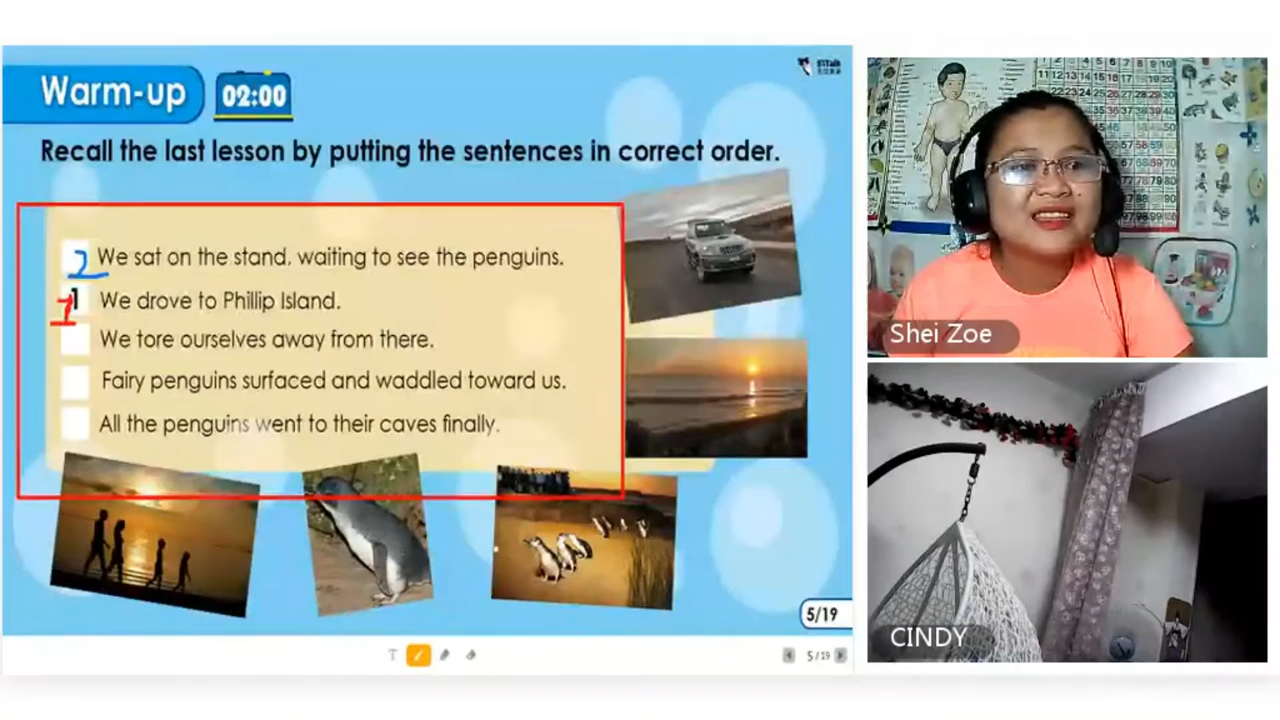 Warm-up
02:00
51Talk
Recall the last lesson by putting the sentences in correct order.
2 We sat on the stand, waiting to see the penguins.
1 We drove to Phillip Island.
We tore ourselves away from there.
Fairy penguins surfaced and waddled toward us.
All the penguins went to their caves finally.
5/19
T
5/19
Shei Zoe
CINDY